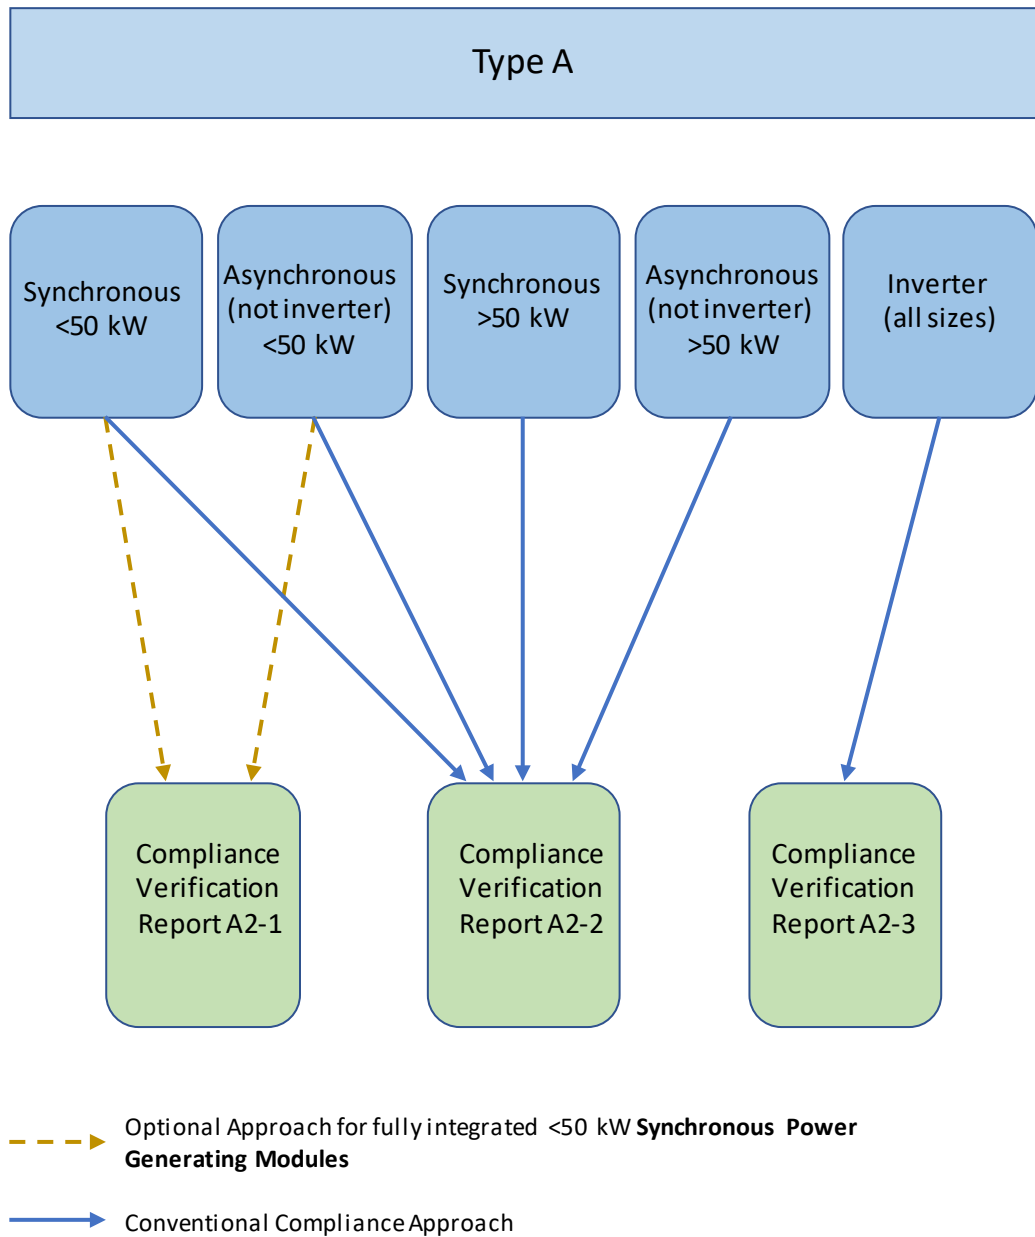 Type A
Synchronous
<50 kW
Asynchronous
(not inverter)
<50 kW
Synchronous
>50 kW
Asynchronous
(not inverter)
>50 kW
Inverter
(all sizes)
Compliance
Verification
Report A2-1
Compliance
Verification
Report A2-2
Compliance
Verification
Report A2-3
Optional Approach for fully integrated <50 kW Synchronous Power
Generating Modules
Conventional Compliance Approach